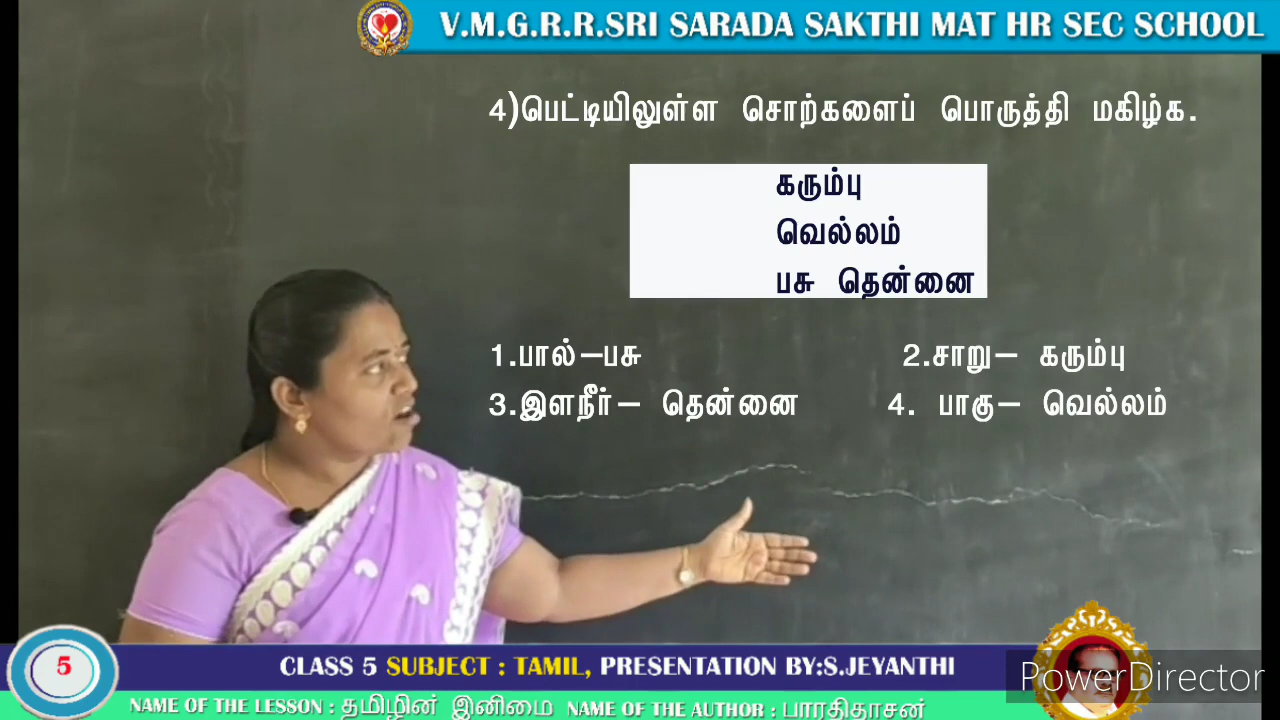 V.M.G.R.R.SRI SARADA SAKTHI MAT HR SEC SCHOOL
4)பெட்டியிலுள்ள சொற்களைப் பொருத்தி மகிழ்க.
கரும்பு
வெல்லம்
பசு தென்னை
1.பால்–பசு 2.சாறு– கரும்பு
3.இளநீர்– தென்னை 4. பாகு– வெல்லம்
5 CLASS 5 SUBJECT : TAMIL, PRESENTATION BY:S.JEYANTHI
PowerDirector
NAME OF THE LESSON : தமிழின் இனிமை NAME OF THE AUTHOR : பாரதிதாசன்